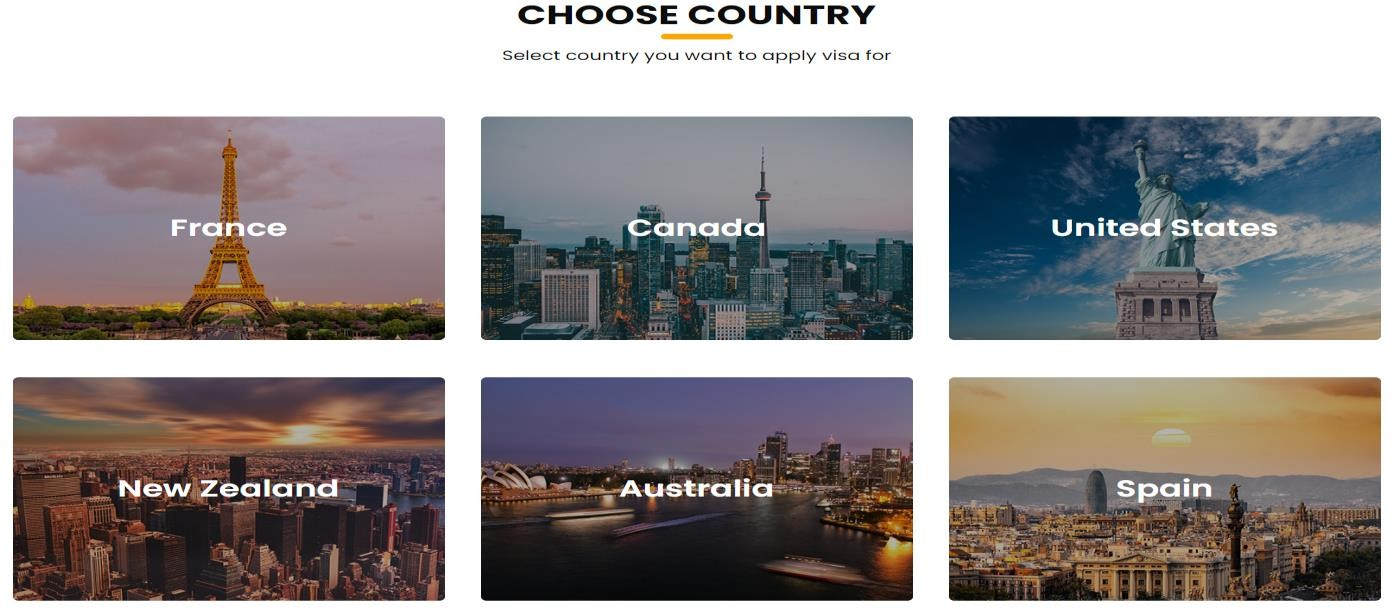 CHOOSE COUNTRY
Select country you want to apply visa for
France
Canada
United States
New Zealand
Australia
Spain